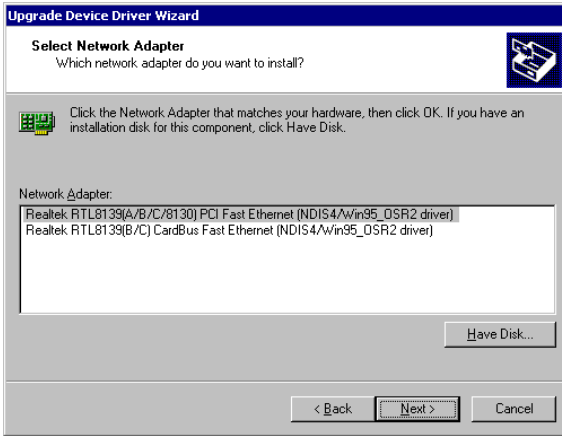 Upgrade Device Driver Wizard
Select Network Adapter
Which network adapter do you want to install?
Click the Network Adapter that matches your hardware, then click OK. If you have an
installation disk for this component, click Have Disk.
Network Adapter:
Realtek RTL8139(A/B/C/8130) PCI Fast Ethernet (NDIS4/Win95_OSR2 driver)
Realtek RTL8139(B/C) CardBus Fast Ethernet (NDIS4/Win95_OSR2 driver)
Have Disk...
< Back Next > Cancel